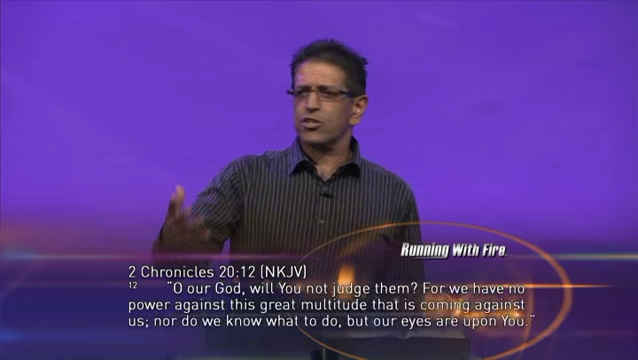 Running With Fire
2 Chronicles 20:12 (NKJV)
12 "O our God, will You not judge them? For we have no
power against this great multitude that is coming against
us; nor do we know what to do, but our eyes are upon You."